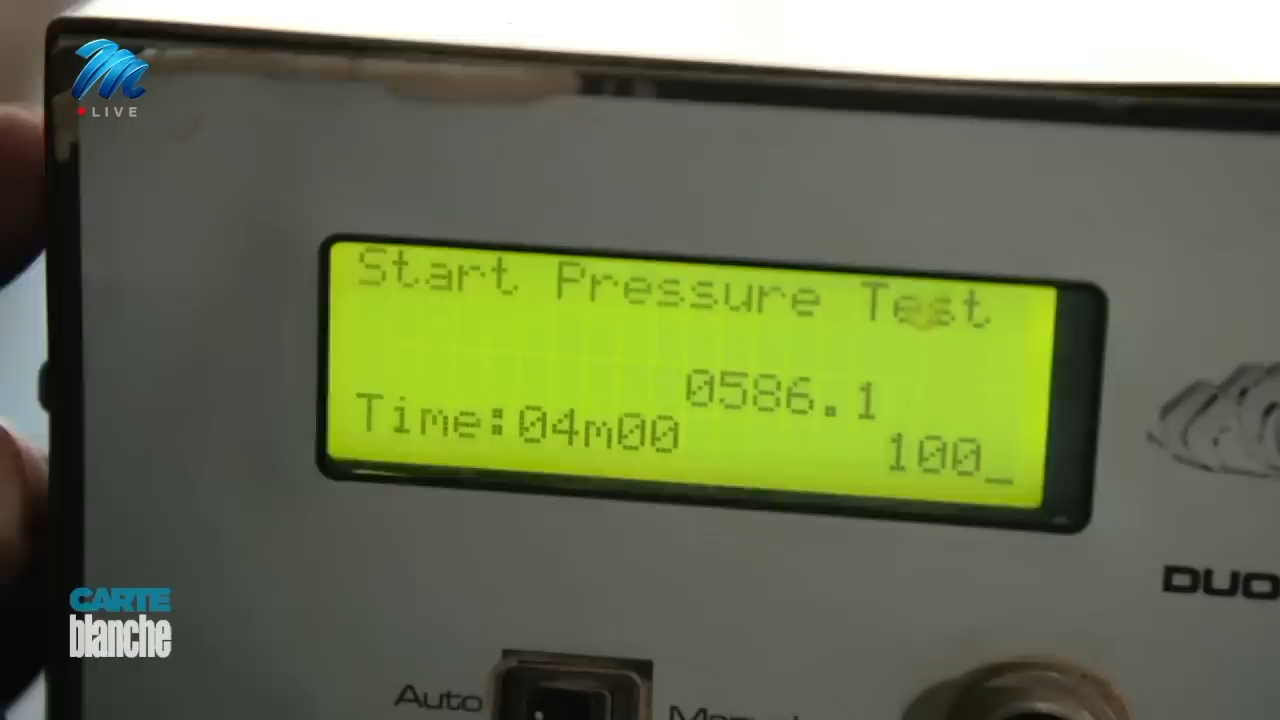 LIVE
Start Pressure Test
0586.1
Time:04m00
100_
DUO
CARTE
blanche
Auto